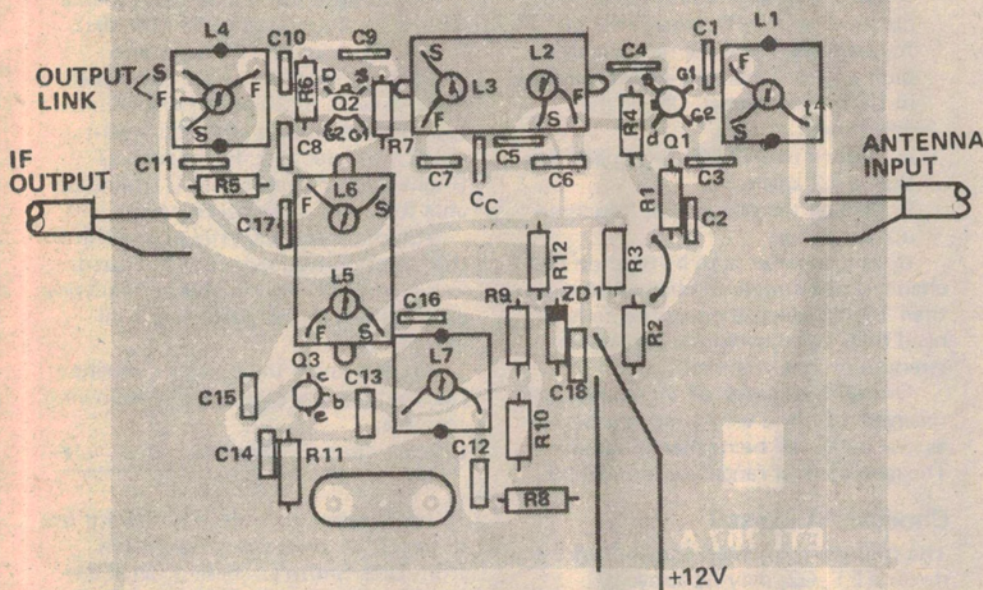 L4
C10
C9
L2
C4
C1
L1
OUTPUT LINK
S
F
S
F
S
R6
D
S
Q2
G2
G1
R7
S
F
L3
S
F
R4
G1
G2
d
Q1
F
S
C11
R5
C8
C7
CC
C5
C6
C3
ANTENNA INPUT
IF OUTPUT
L6
F
S
C17
R1
C2
R12
R3
L5
F
S
C16
R9
ZD1
R2
Q3
c
b
e
C15
C13
L7
C18
C14
R11
C12
R10
R8
+12V